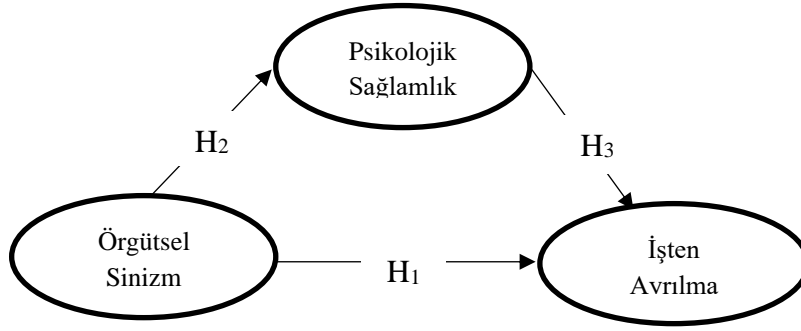 Psikolojik
Sağlamlık
H2
H3
Örgütsel
Sinizm
H1
İşten
Avrılma